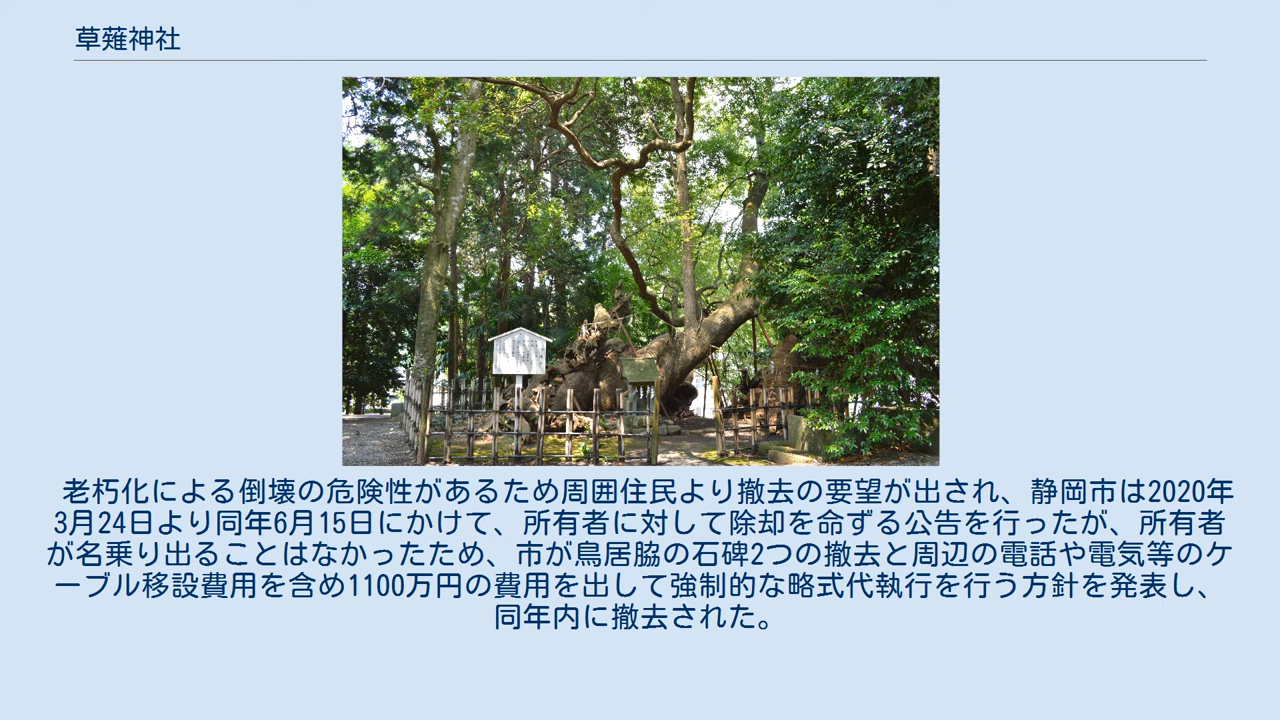 草薙神社
老朽化による倒壊の危険性があるため周囲住民より撤去の要望が出され、静岡市は2020年
3月24日より同年6月15日にかけて、所有者に対して除却を命ずる公告を行ったが、所有者
が名乗り出ることはなかったため、市が鳥居脇の石碑2つの撤去と周辺の電話や電気等のケ
ーブル移設費用を含め1100万円の費用を出して強制的な略式代執行を行う方針を発表し、
同年内に撤去された。